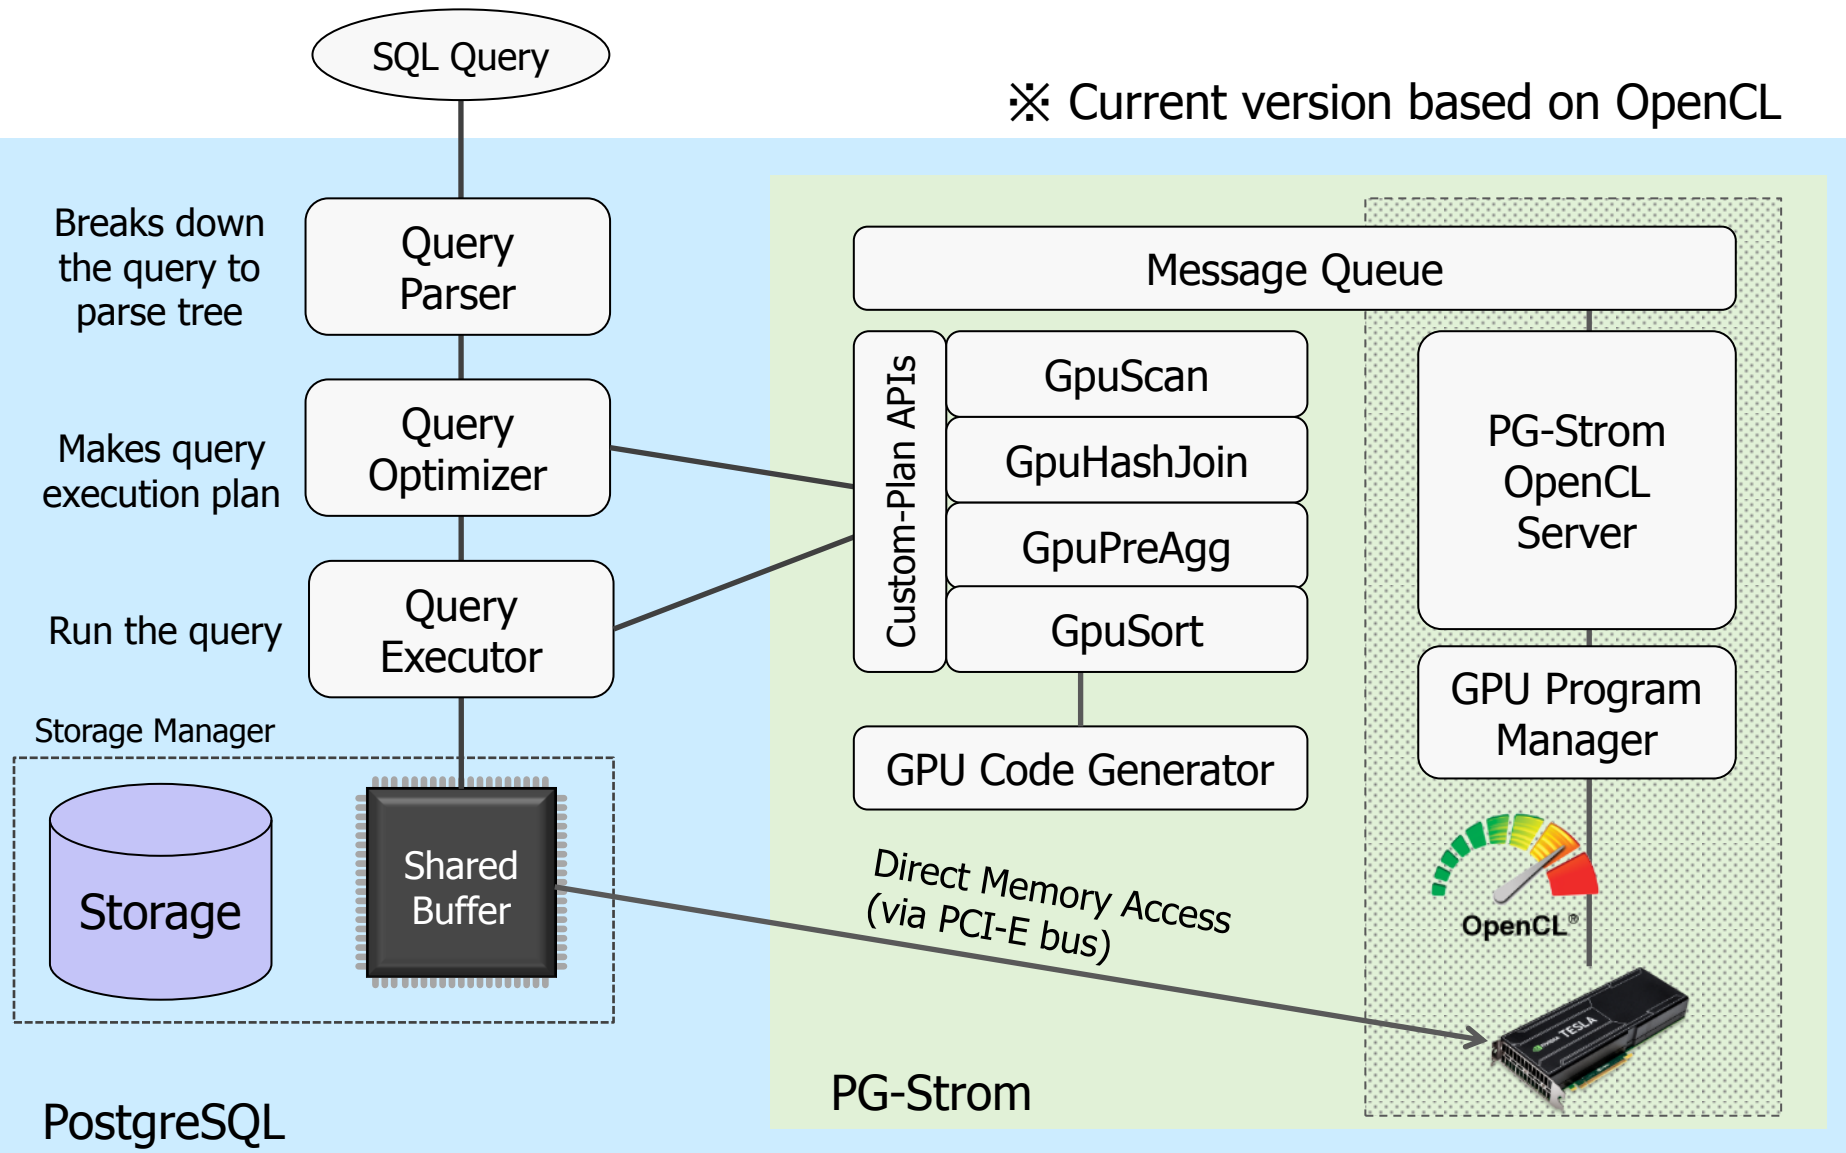 SQL Query
※ Current version based on OpenCL
Breaks down
the query to
parse tree
Query
Parser
Makes query
execution plan
Query
Optimizer
Run the query
Query
Executor
Storage Manager
Storage
Shared
Buffer
PostgreSQL
Message Queue
Custom-Plan APIs
GpuScan
GpuHashJoin
GpuPreAgg
GpuSort
GPU Code Generator
PG-Strom
OpenCL
Server
GPU Program
Manager
OpenCL®
Direct Memory Access
(via PCI-E bus)
NVIDIA TESLA
PG-Strom